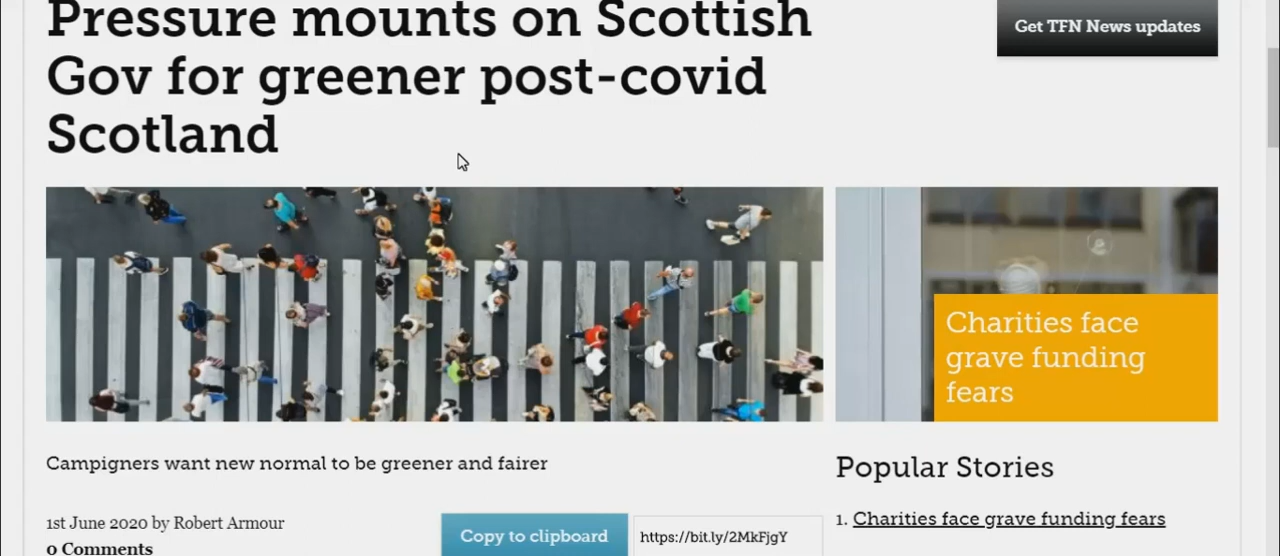 Pressure mounts on Scottish
Gov for greener post-covid
Scotland
Get TFN News updates
Charities face
grave funding
fears
Campigners want new normal to be greener and fairer
Popular Stories
1st June 2020 by Robert Armour
0 Comments
Copy to clipboard
https://bit.ly/2MkFjgY
1. Charities face grave funding fears